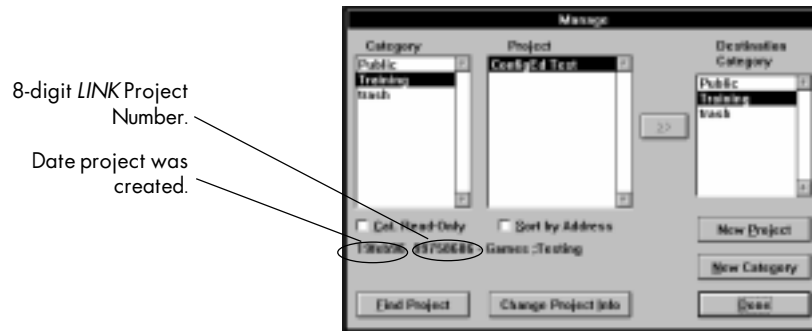 8-digit LINK Project
Number.
Date project was
created.
Manage
Category
Public
Training
trash
Project
ConfigEd Test
Destination
Category
Public
Training
trash
>>
Cat. Read-Only
Sort by Address
- Games ;Testing
New Project
New Category
Find Project
Change Project Info
Done